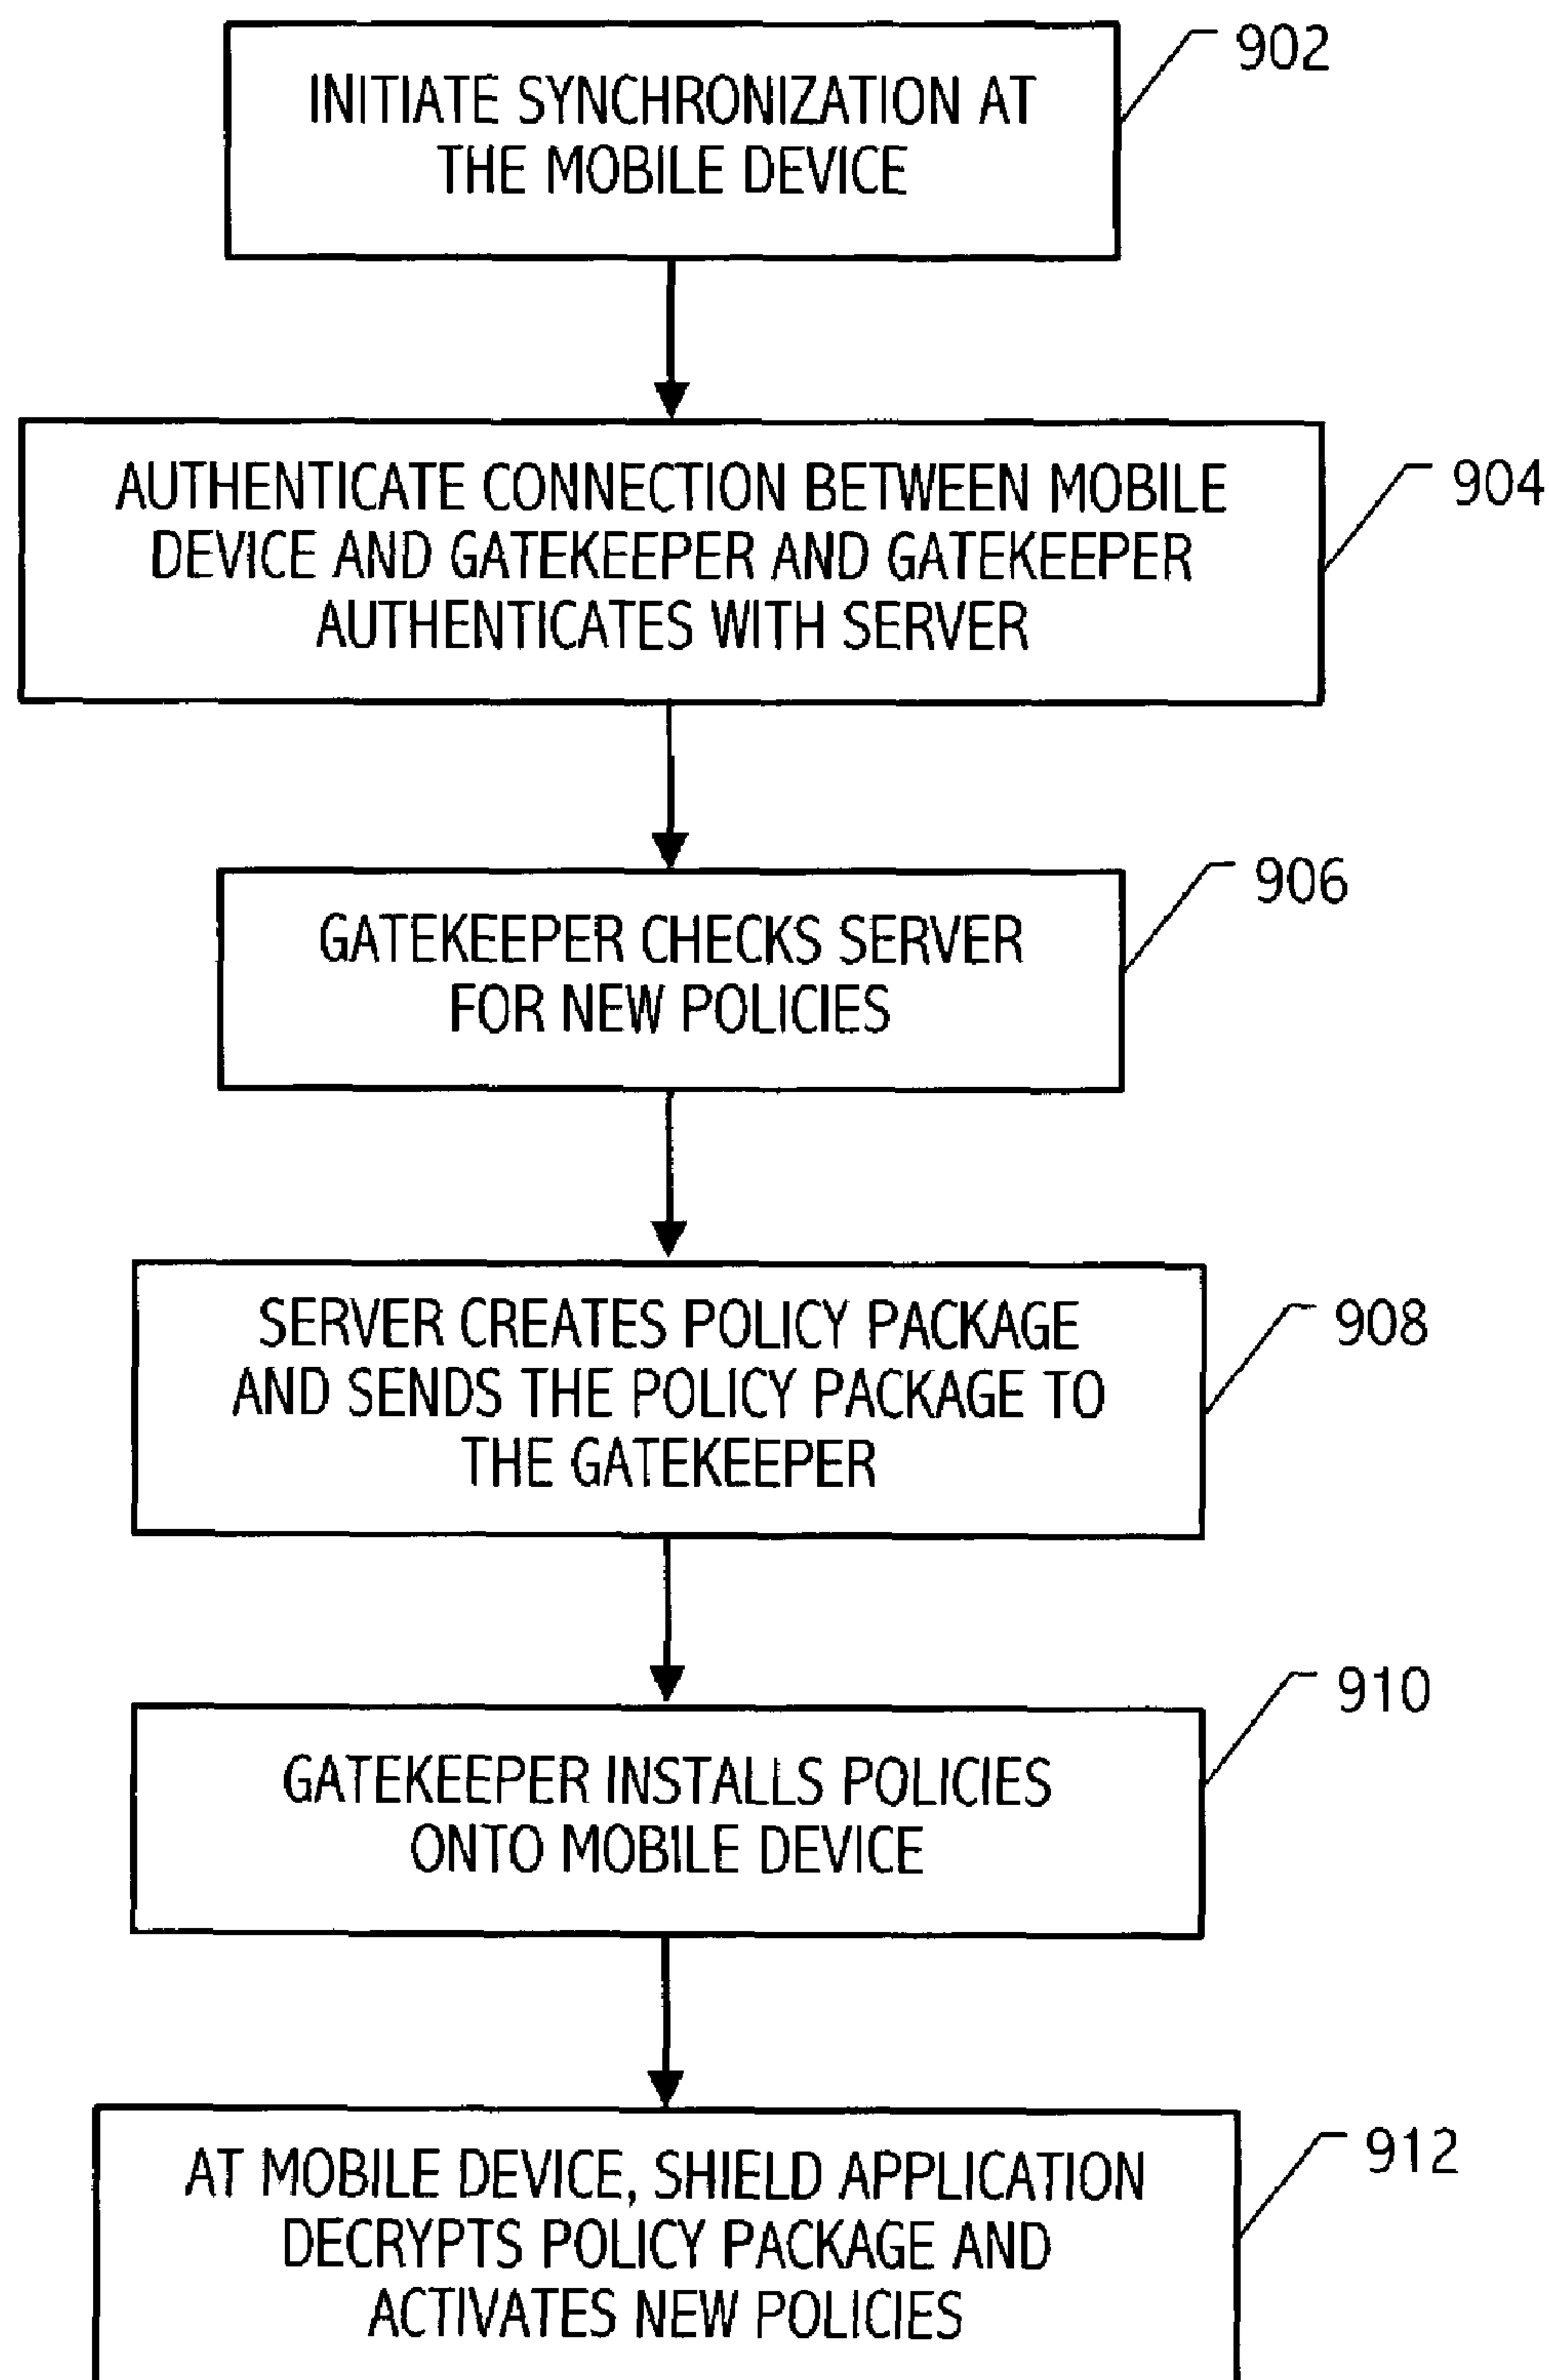 INITIATE SYNCHRONIZATION AT
THE MOBILE DEVICE
902
AUTHENTICATE CONNECTION BETWEEN MOBILE
DEVICE AND GATEKEEPER AND GATEKEEPER
AUTHENTICATES WITH SERVER
904
GATEKEEPER CHECKS SERVER
FOR NEW POLICIES
906
SERVER CREATES POLICY PACKAGE
AND SENDS THE POLICY PACKAGE TO
THE GATEKEEPER
908
GATEKEEPER INSTALLS POLICIES
ONTO MOBILE DEVICE
910
AT MOBILE DEVICE, SHIELD APPLICATION
DECRYPTS POLICY PACKAGE AND
ACTIVATES NEW POLICIES
912